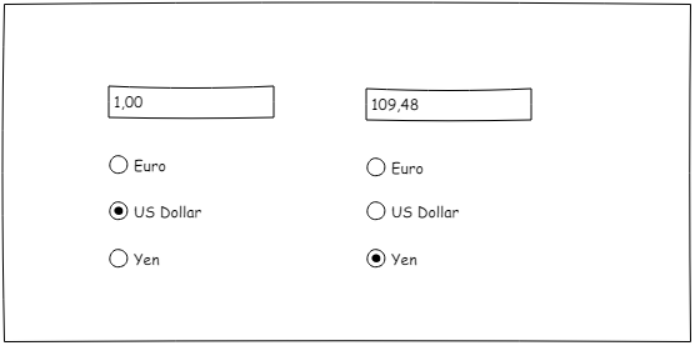 1,00
109,48
Euro
Euro
US Dollar
US Dollar
Yen
Yen